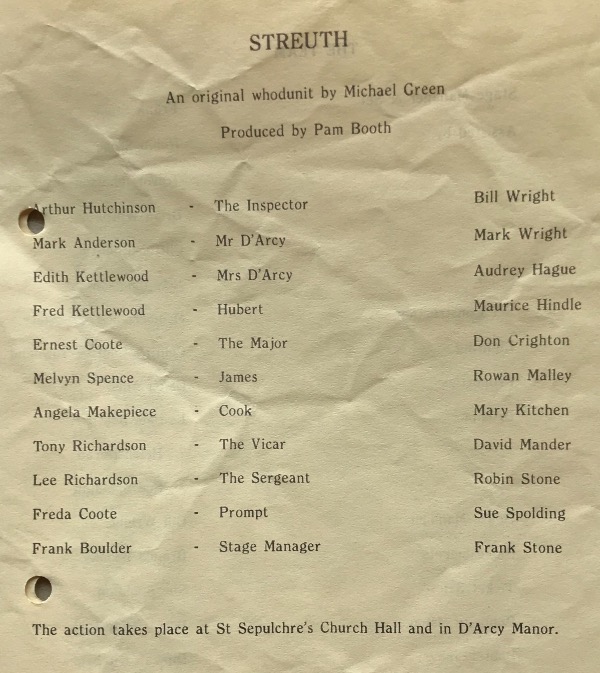 STREUTH
An original whodunit by Michael Green
Produced by Pam Booth
Arthur Hutchinson - The Inspector Bill Wright
Mark Anderson - Mr D'Arcy Mark Wright
Edith Kettlewood - Mrs D'Arcy Audrey Hague
Fred Kettlewood - Hubert Maurice Hindle
Ernest Coote - The Major Don Crighton
Melvyn Spence - James Rowan Malley
Angela Makepiece - Cook Mary Kitchen
Tony Richardson - The Vicar David Mander
Lee Richardson - The Sergeant Robin Stone
Freda Coote - Prompt Sue Spolding
Frank Boulder - Stage Manager Frank Stone
The action takes place at St Sepulchre's Church Hall and in D'Arcy Manor.